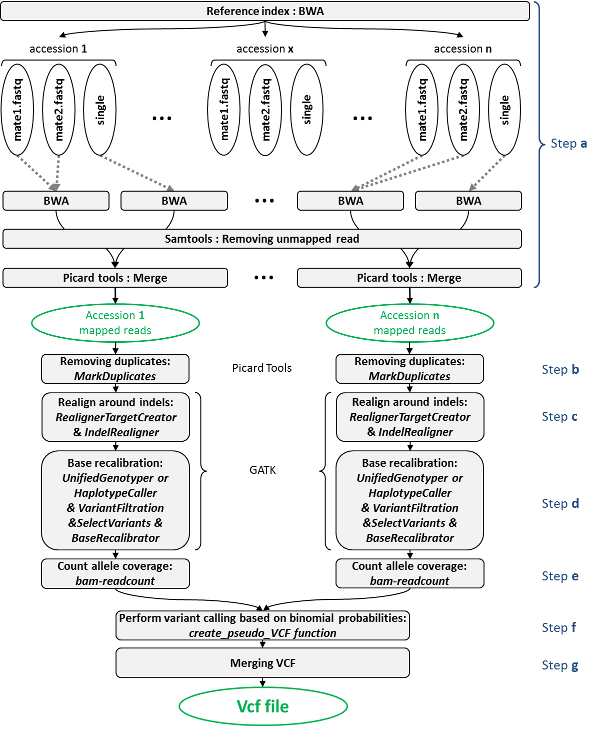 Reference index : BWA
accession 1
accession x
accession n
mate1.fastq
mate2.fastq
single
...
mate1.fastq
mate2.fastq
single
...
mate1.fastq
mate2.fastq
single
Step a
BWA
BWA
...
BWA
BWA
Samtools : Removing unmapped read
Picard tools : Merge
...
Picard tools : Merge
Accession 1
mapped reads
Accession n
mapped reads
Removing duplicates:
MarkDuplicates
Picard Tools
Removing duplicates:
MarkDuplicates
Step b
Realign around indels:
RealignerTargetCreator
& IndelRealigner
Realign around indels:
RealignerTargetCreator
& IndelRealigner
Step c
GATK
Base recalibration:
UnifiedGenotyper or
HaplotypeCaller
& VariantFiltration
&SelectVariants &
BaseRecalibrator
Base recalibration:
UnifiedGenotyper or
HaplotypeCaller
& VariantFiltration
&SelectVariants &
BaseRecalibrator
Step d
Count allele coverage:
bam-readcount
Count allele coverage:
bam-readcount
Step e
Perform variant calling based on binomial probabilities:
create_pseudo_VCF function
Step f
Merging VCF
Step g
Vcf file